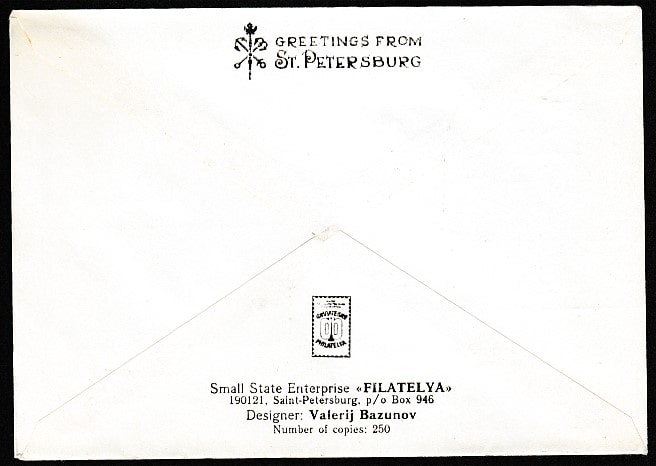 GREETINGS FROM
ST. PETERSBURG
PHILATELYA
Small State Enterprise «FILATELYA»
190121, Saint-Petersburg, p/o Box 946
Designer: Valerij Bazunov
Number of copies: 250